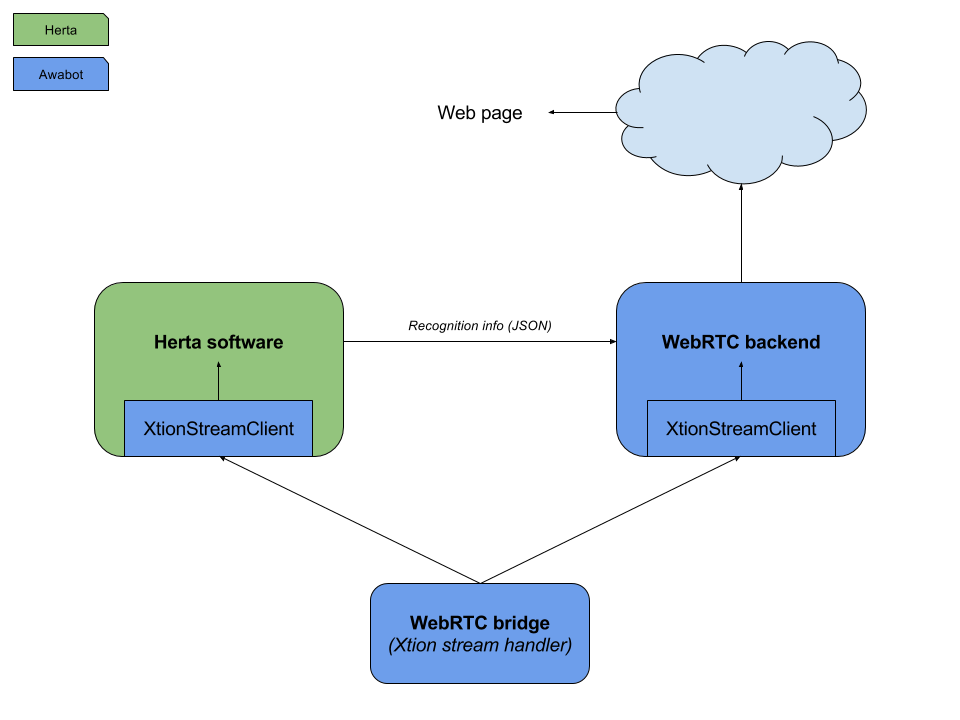 Herta
Awabot
Web page
Recognition info (JSON)
Herta software
WebRTC backend
XtionStreamClient
XtionStreamClient
WebRTC bridge
(Xtion stream handler)